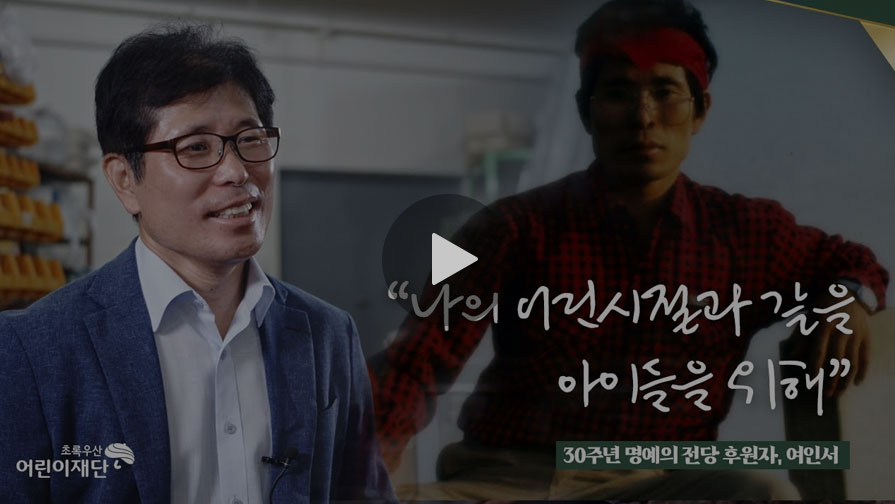 “나의 어린시절과 같을
아이들을 위해”
30주년 명예의 전당 후원자, 여인서
초록우산
어린이재단